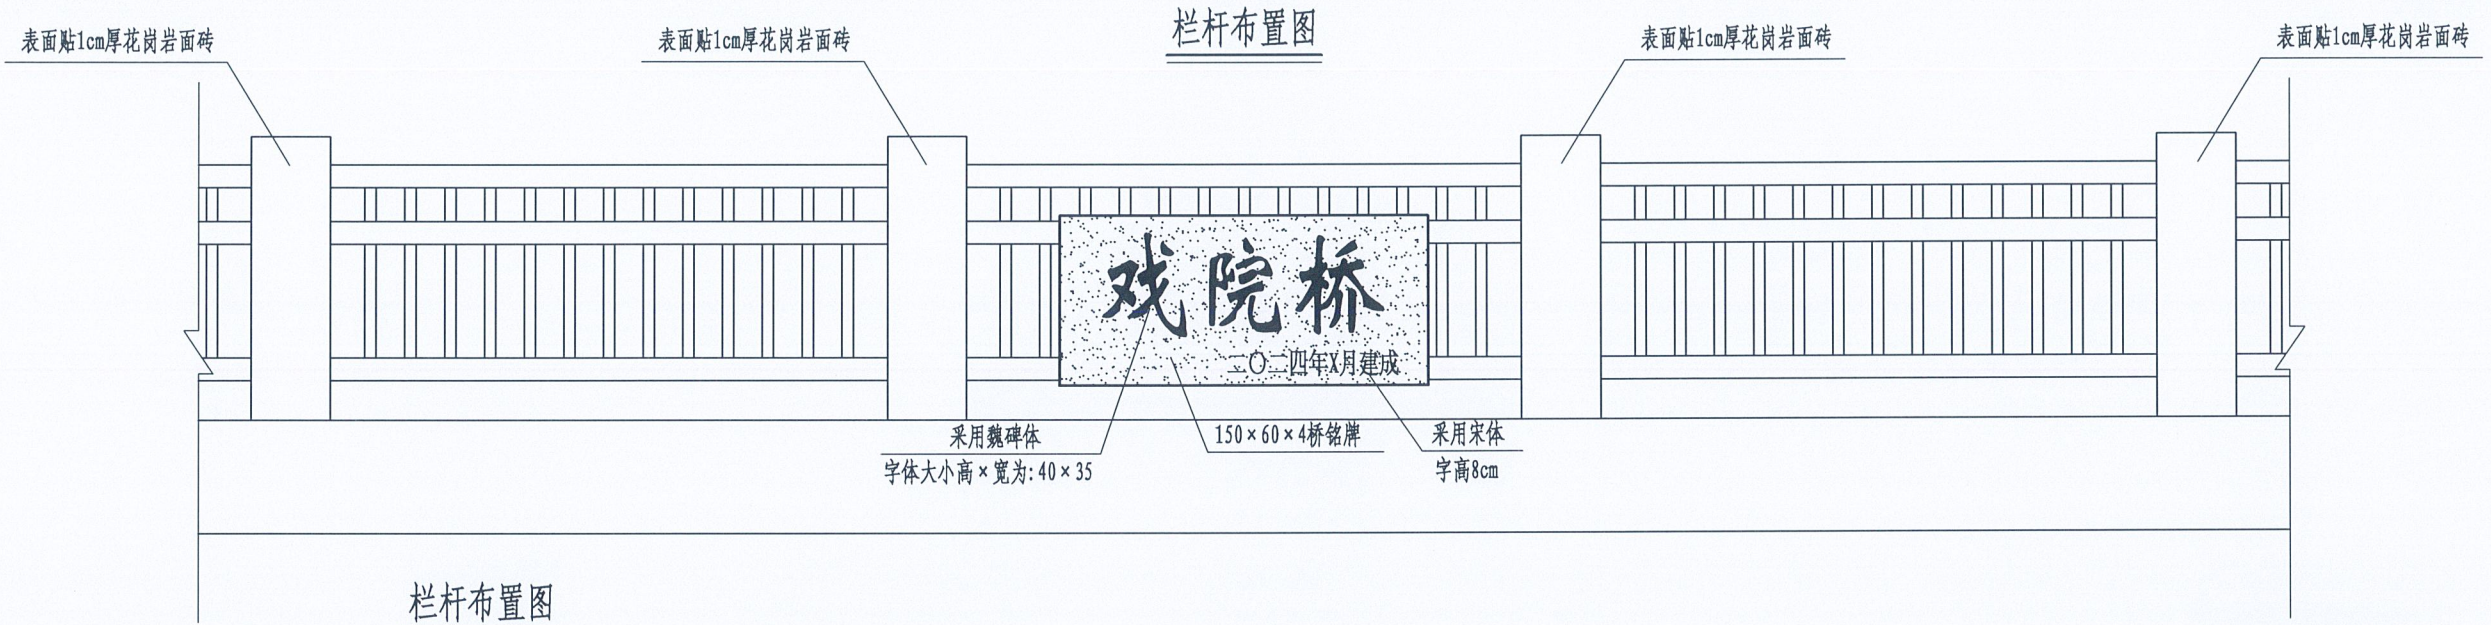 栏杆布置图
表面贴1cm厚花岗岩面砖
表面贴1cm厚花岗岩面砖
表面贴1cm厚花岗岩面砖
表面贴1cm厚花岗岩面砖
戏院桥
二〇二四年X月建成
采用魏碑体
字体大小高×宽为:40×35
150×60×4桥铭牌
采用宋体
字高8cm
栏杆布置图